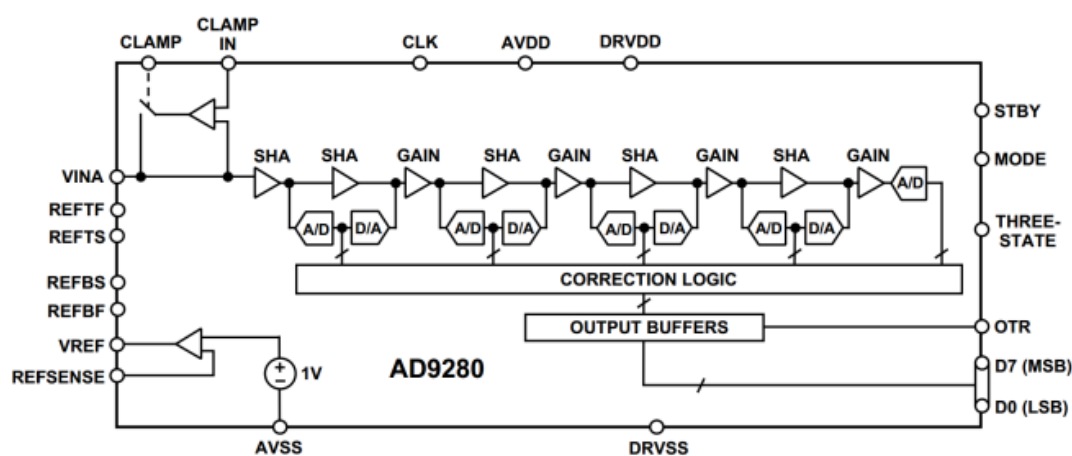 CLAMP
CLAMP
IN
CLK
AVDD
DRVDD
STBY
MODE
THREE-
STATE
OTR
D7 (MSB)
D0 (LSB)
VINA
REFTF
REFTS
REFBS
REFBF
VREF
REFSENSE
SHA
SHA
GAIN
SHA
GAIN
SHA
GAIN
SHA
GAIN
A/D
A/D
D/A
A/D
D/A
A/D
D/A
A/D
D/A
CORRECTION LOGIC
OUTPUT BUFFERS
+
–
1V
AD9280
AVSS
DRVSS